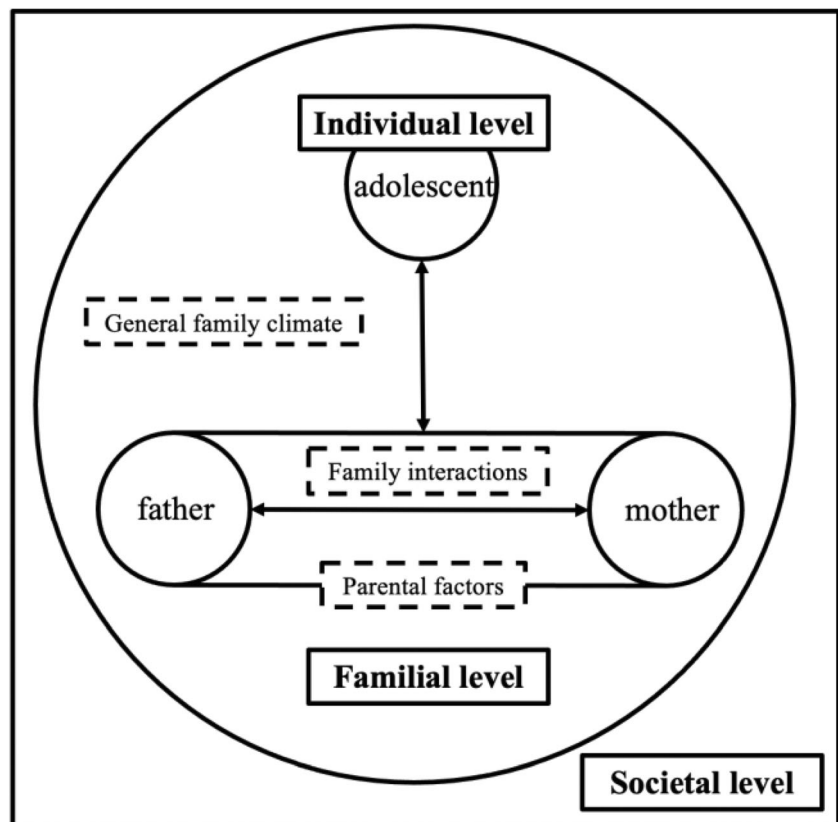 Individual level
adolescent
General family climate
Family interactions
father
mother
Parental factors
Familial level
Societal level